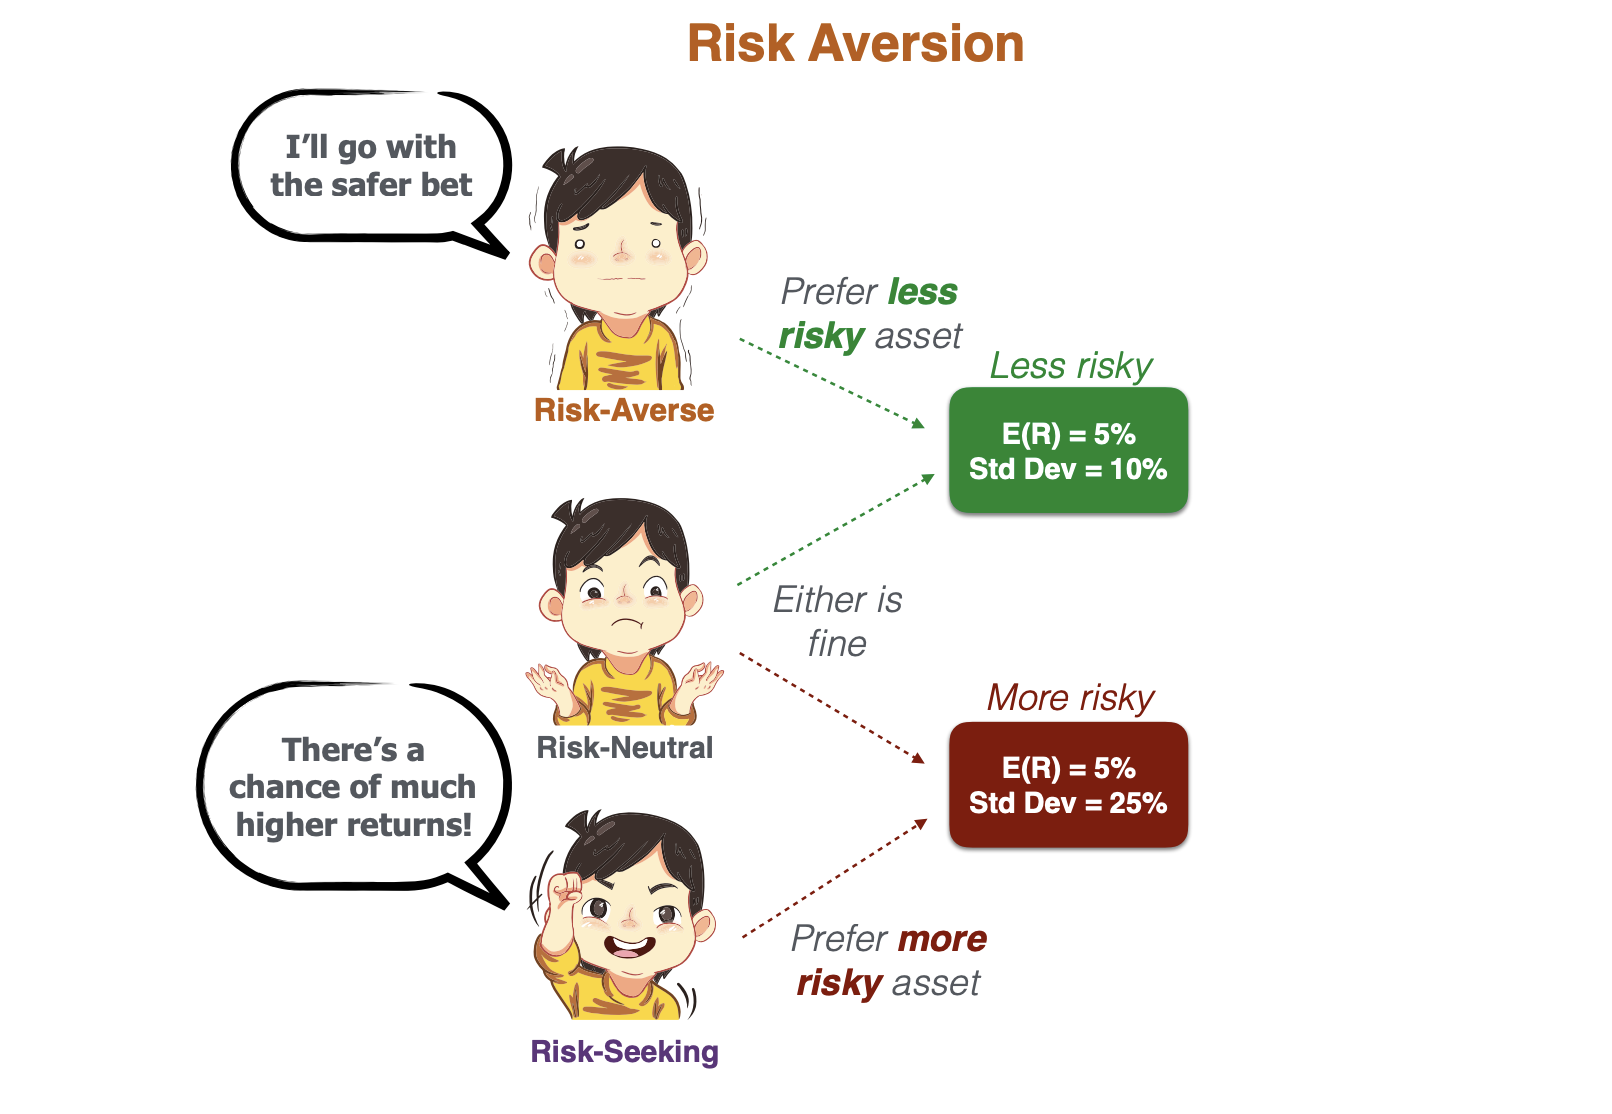 Risk Aversion
I’ll go with
the safer bet
Prefer less
risky asset
Less risky
E(R) = 5%
Std Dev = 10%
Risk-Averse
Either is
fine
Risk-Neutral
More risky
E(R) = 5%
Std Dev = 25%
There’s a
chance of much
higher returns!
Prefer more
risky asset
Risk-Seeking